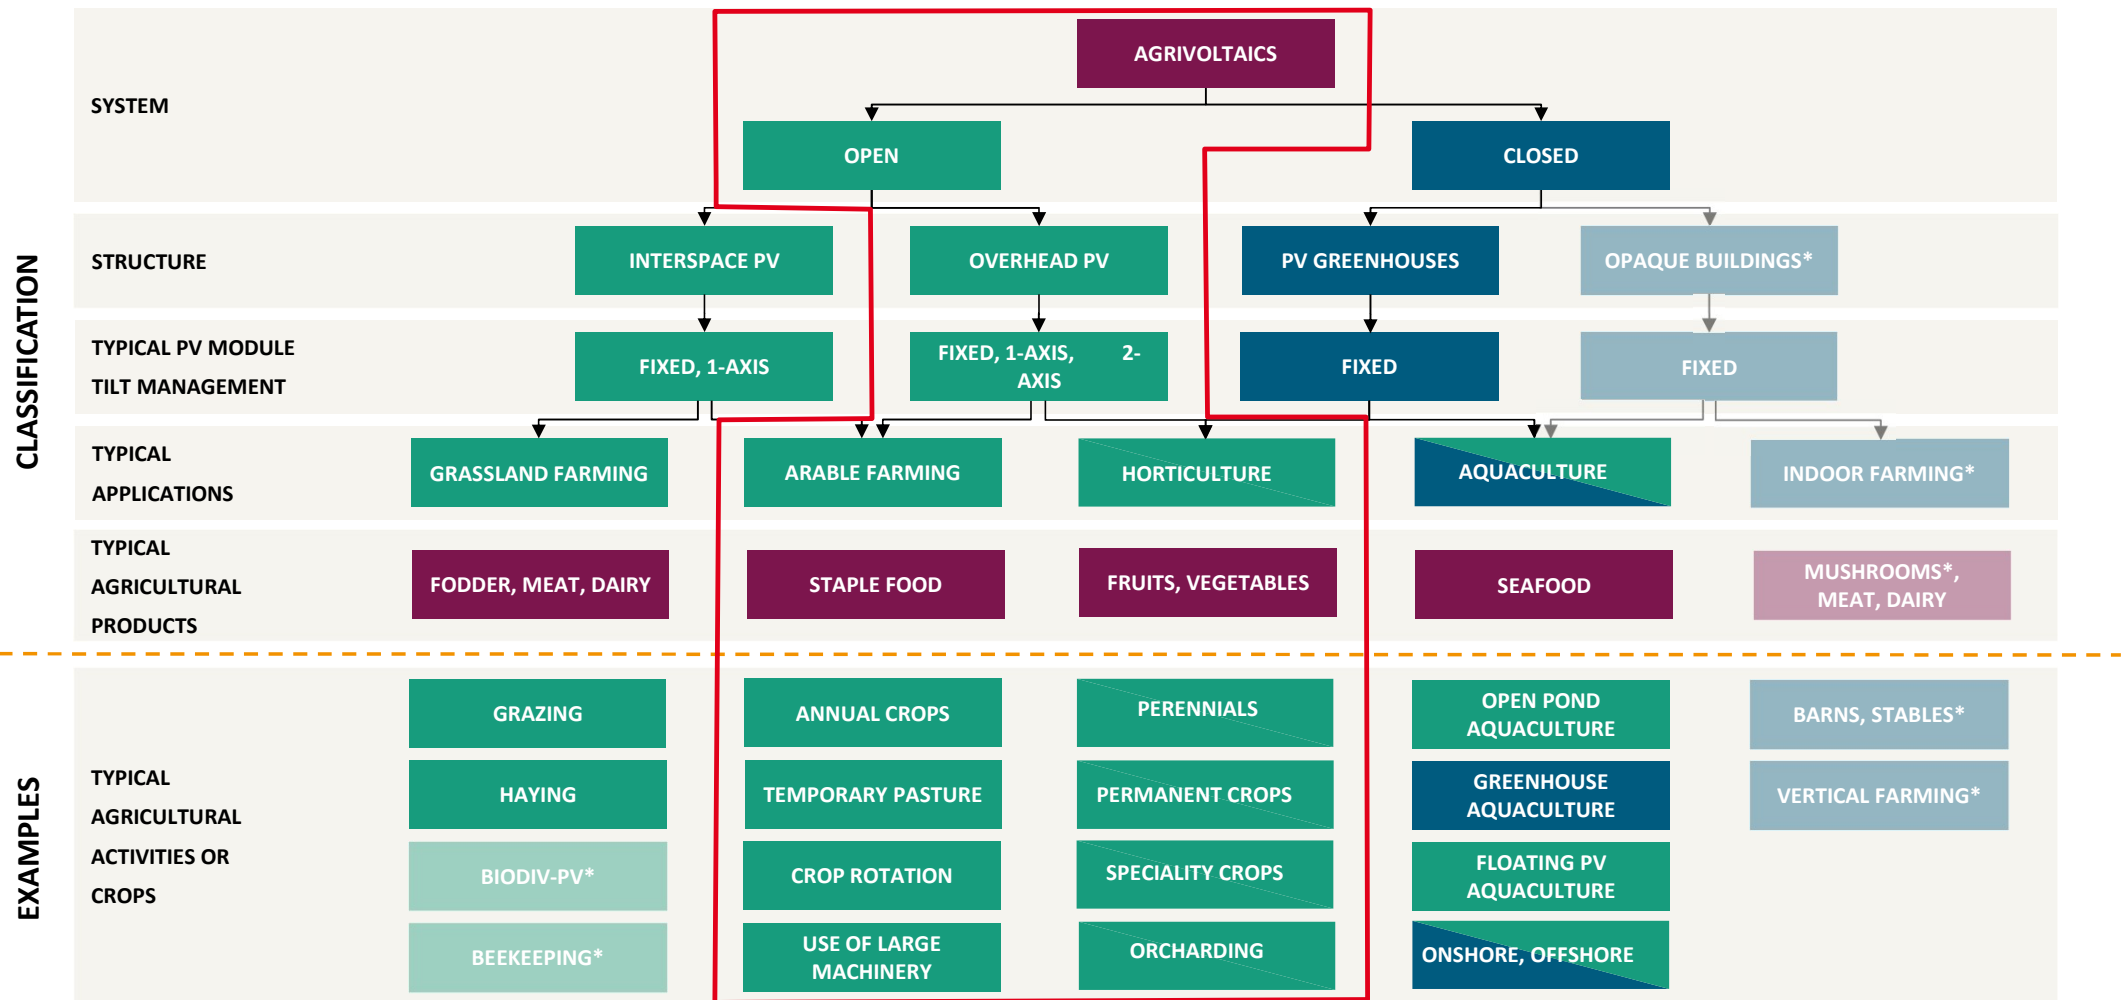 AGRIVOLTAICS
SYSTEM
OPEN
CLOSED
CLASSIFICATION
STRUCTURE
INTERSPACE PV
OVERHEAD PV
PV GREENHOUSES
OPAQUE BUILDINGS*
TYPICAL PV MODULE
TILT MANAGEMENT
FIXED, 1-AXIS
FIXED, 1-AXIS, 2-
AXIS
FIXED
FIXED
TYPICAL
APPLICATIONS
GRASSLAND FARMING
ARABLE FARMING
HORTICULTURE
AQUACULTURE
INDOOR FARMING*
TYPICAL
AGRICULTURAL
PRODUCTS
FODDER, MEAT, DAIRY
STAPLE FOOD
FRUITS, VEGETABLES
SEAFOOD
MUSHROOMS*,
MEAT, DAIRY
EXAMPLES
TYPICAL
AGRICULTURAL
ACTIVITIES OR
CROPS
GRAZING
ANNUAL CROPS
PERENNIALS
OPEN POND
AQUACULTURE
BARNS, STABLES*
HAYING
TEMPORARY PASTURE
PERMANENT CROPS
GREENHOUSE
AQUACULTURE
VERTICAL FARMING*
BIODIV-PV*
CROP ROTATION
SPECIALITY CROPS
FLOATING PV
AQUACULTURE
BEEKEEPING*
USE OF LARGE
MACHINERY
ORCHARDING
ONSHORE, OFFSHORE